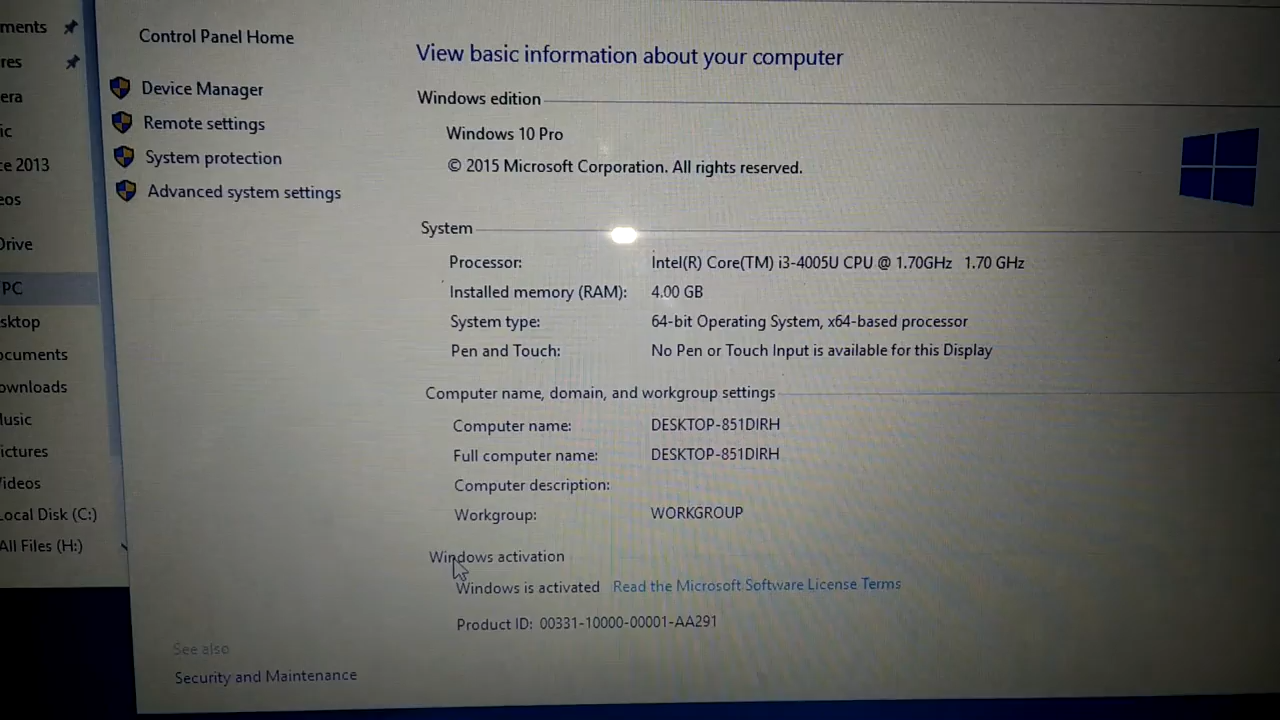 ments
res
era
ic
ce 2013
eos
Drive
PC
sktop
ocuments
ownloads
Music
ictures
Videos
Local Disk (C:)
All Files (H:)
Control Panel Home
Device Manager
Remote settings
System protection
Advanced system settings
See also
Security and Maintenance
View basic information about your computer
Windows edition
Windows 10 Pro
© 2015 Microsoft Corporation. All rights reserved.
System
Processor: Intel(R) Core(TM) i3-4005U CPU @ 1.70GHz 1.70 GHz
Installed memory (RAM): 4.00 GB
System type: 64-bit Operating System, x64-based processor
Pen and Touch: No Pen or Touch Input is available for this Display
Computer name, domain, and workgroup settings
Computer name: DESKTOP-851DIRH
Full computer name: DESKTOP-851DIRH
Computer description:
Workgroup: WORKGROUP
Windows activation
Windows is activated Read the Microsoft Software License Terms
Product ID: 00331-10000-00001-AA291